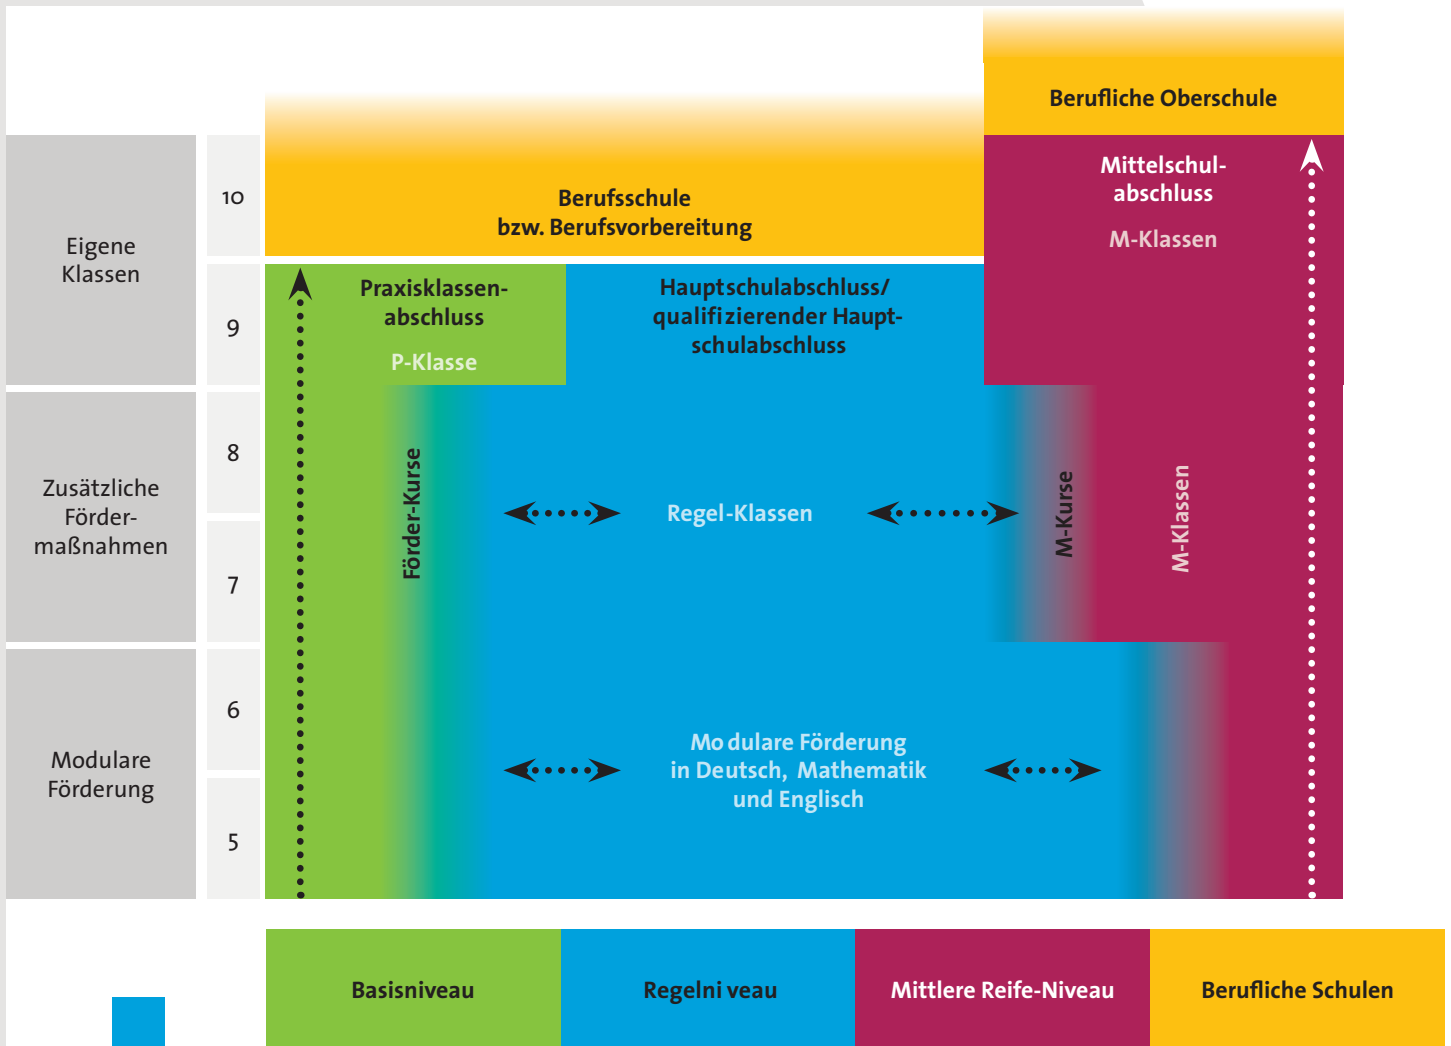 Berufliche Oberschule
Eigene
Klassen
10
Berufsschule
bzw. Berufsvorbereitung
Mittelschul-
abschluss
M-Klassen
9
Praxisklassen-
abschluss
P-Klasse
Hauptschulabschluss/
qualifizierender Haupt-
schulabschluss
Zusätzliche
Förder-
maßnahmen
8
7
Förder-Kurse
Regel-Klassen
M-Kurse
M-Klassen
Modulare
Förderung
6
5
Modulare Förderung
in Deutsch, Mathematik
und Englisch
Basisniveau
Regelni veau
Mittlere Reife-Niveau
Berufliche Schulen